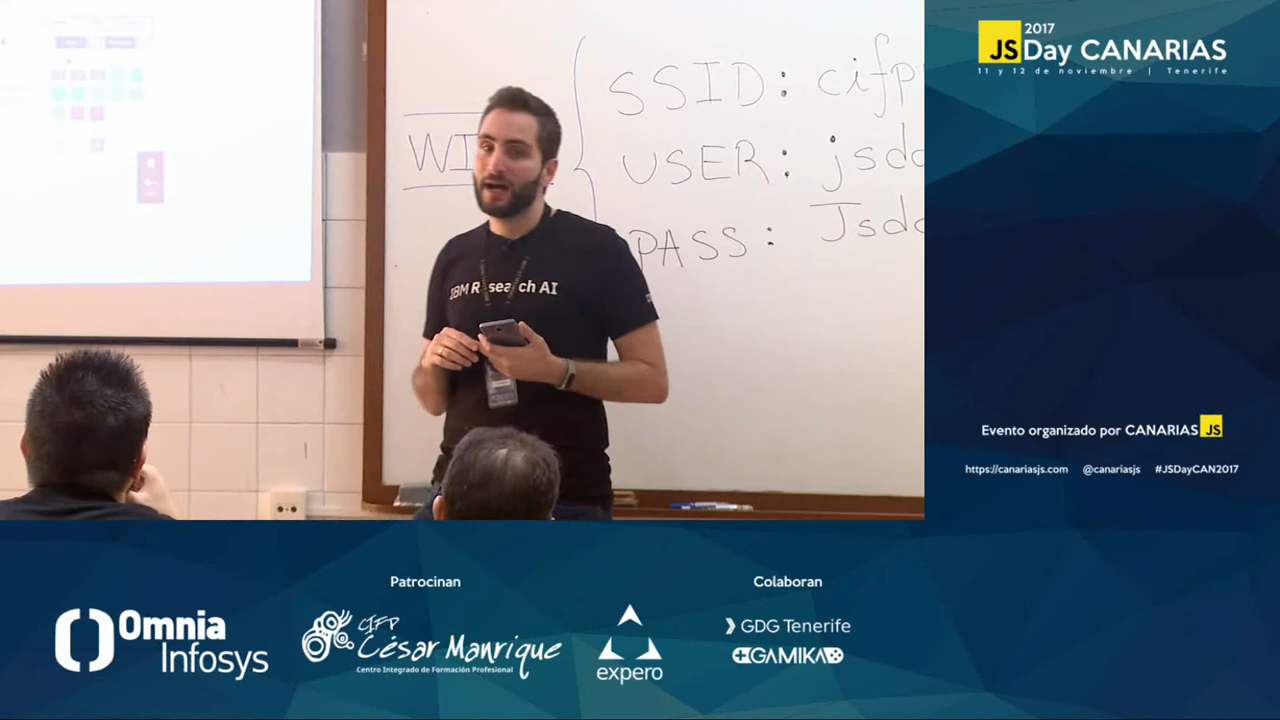 2017
JS Day CANARIAS
11 y 12 de noviembre | Tenerife
SSID: cifp
USER: jsd
PASS: Jsd
WI
IBM Research AI
Evento organizado por CANARIAS JS
https://canariasjs.com @canariasjs #JSDayCAN2017
Patrocinan
Colaboran
Omnia
Infosys
CIFP
César Manrique
Centro Integrado de Formación Profesional
expero
GDG Tenerife
GAMIKA